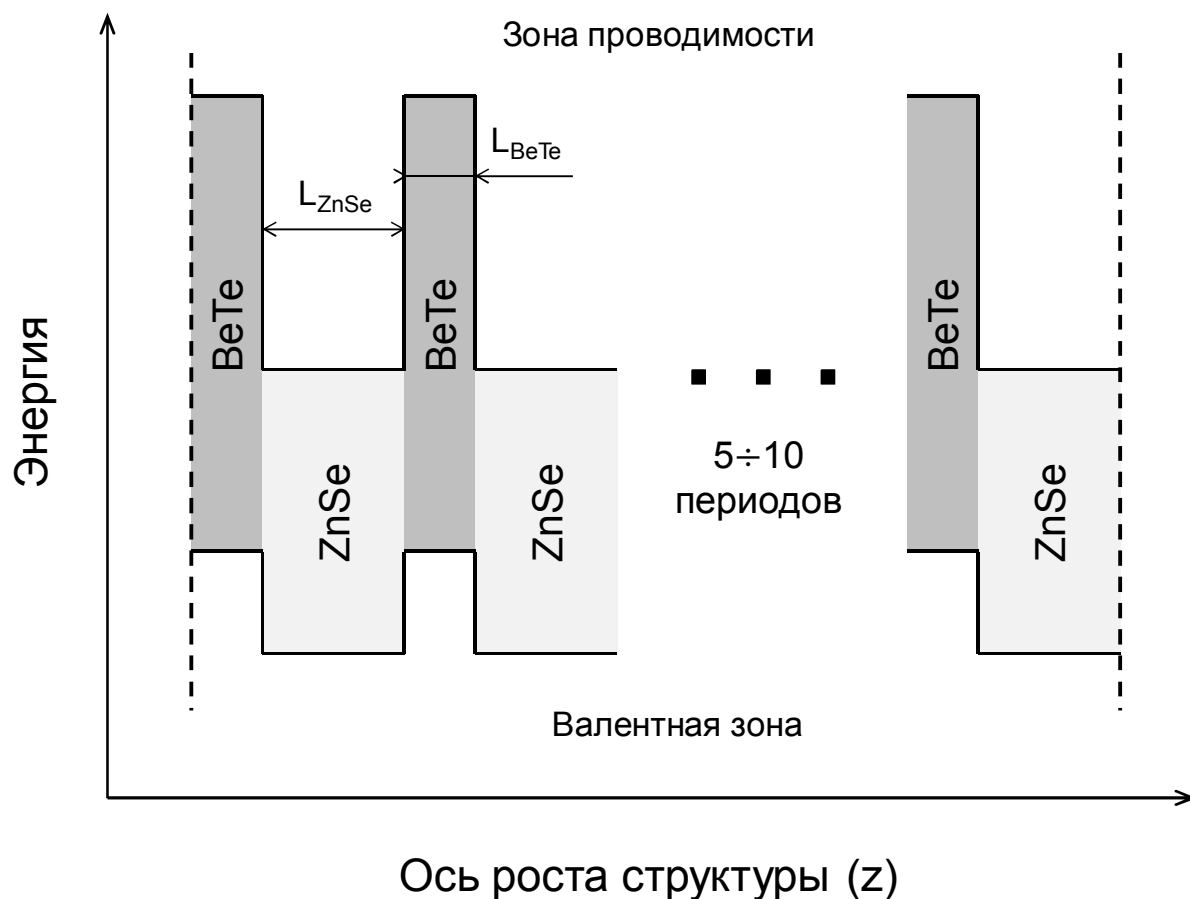 Зона проводимости
L_BeTe
L_ZnSe
BeTe
BeTe
BeTe
Энергия
ZnSe
ZnSe
ZnSe
5÷10
периодов
Валентная зона
Ось роста структуры (z)